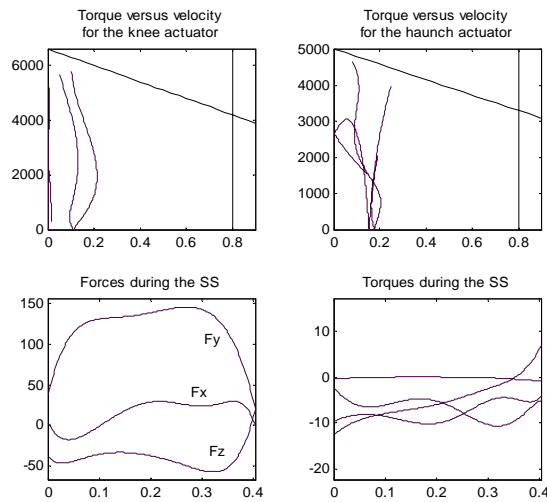 Torque versus velocity
for the knee actuator
6000
4000
2000
0
0 0.2 0.4 0.6 0.8
Torque versus velocity
for the haunch actuator
5000
4000
3000
2000
1000
0
0 0.2 0.4 0.6 0.8
Forces during the SS
150
100
50
0
-50
0 0.1 0.2 0.3 0.4
Fy
Fx
Fz
Torques during the SS
10
0
-10
-20
0 0.1 0.2 0.3 0.4